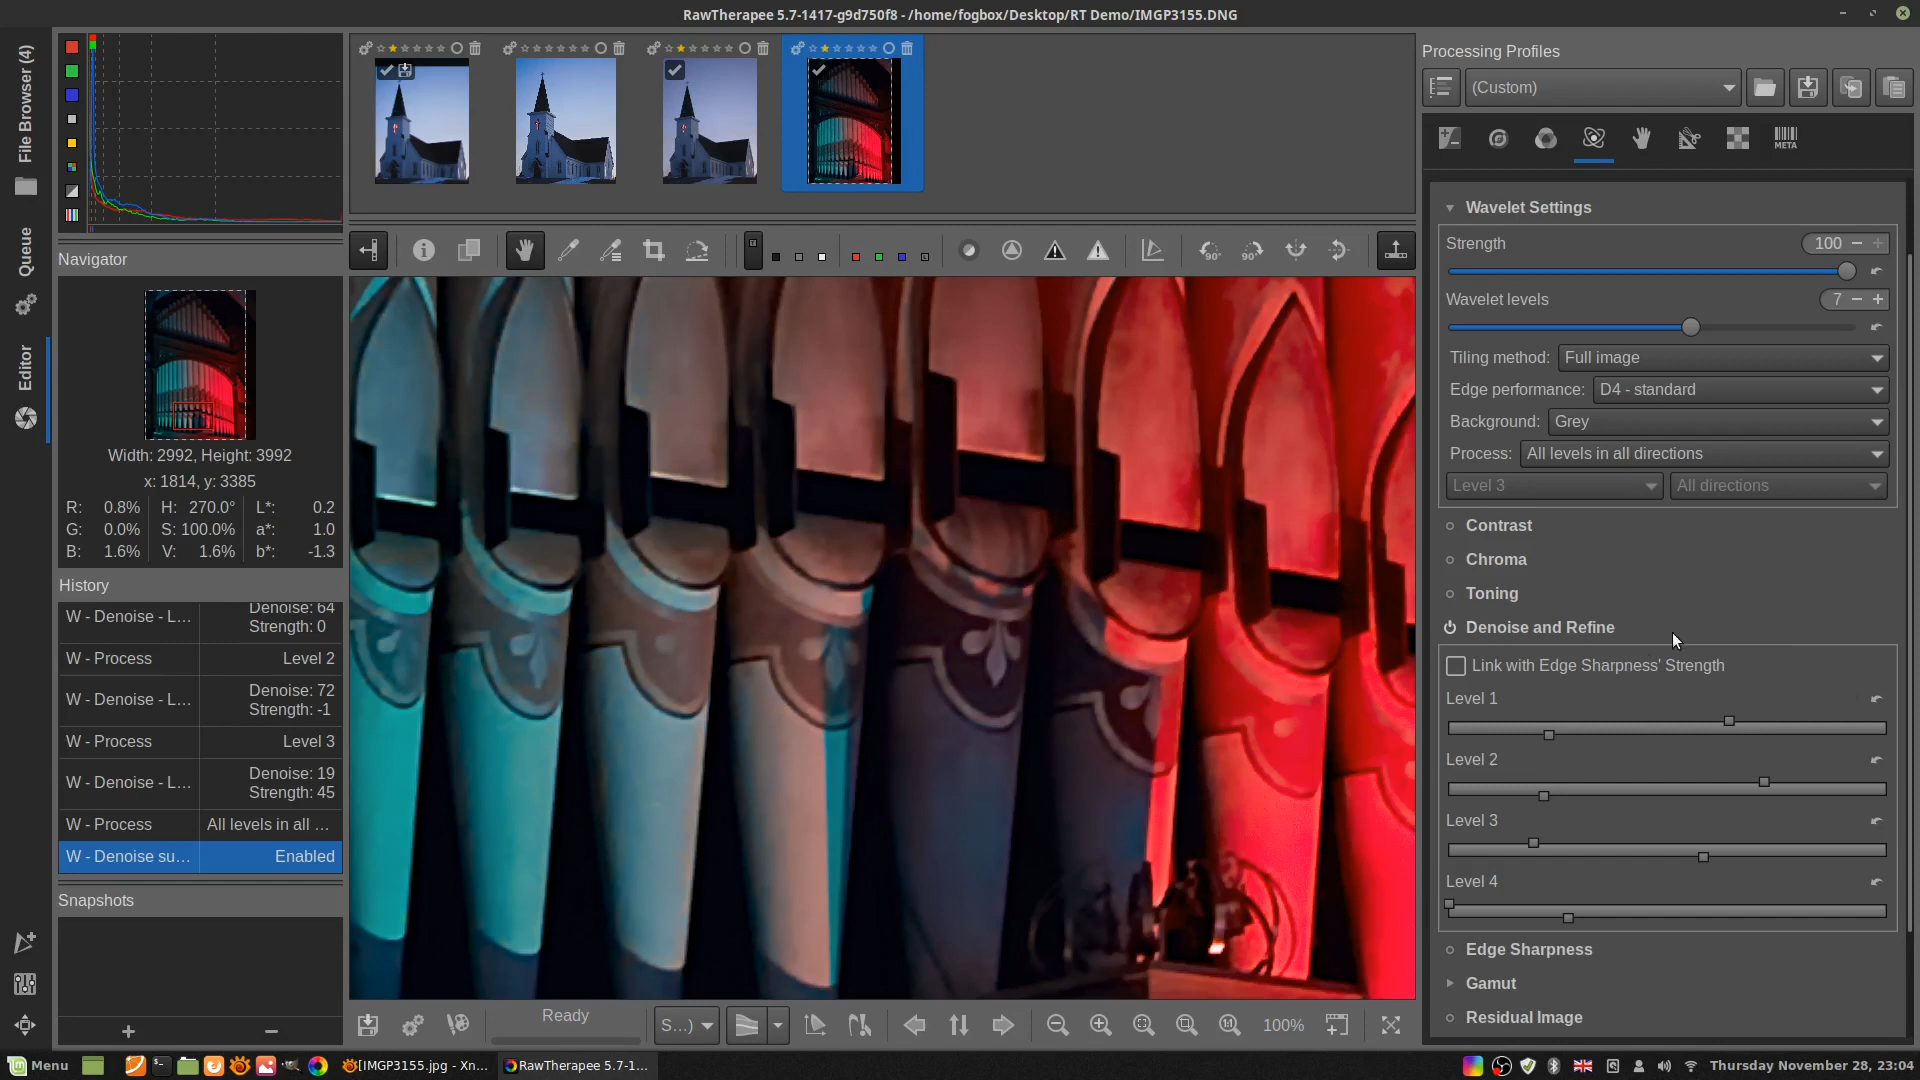 RawTherapee 5.7-1417-g9d750f8 - /home/fogbox/Desktop/RT Demo/IMGP3155.DNG
File Browser (4)
Queue
Editor
Navigator
Width: 2992, Height: 3992
x: 1814, y: 3385
R: 0.8% H: 270.0° L*: 0.2
G: 0.0% S: 100.0% a*: 1.0
B: 1.6% V: 1.6% b*: -1.3
History
W - Denoise - L... Denoise: 64
Strength: 0
W - Process Level 2
W - Denoise - L... Denoise: 72
Strength: -1
W - Process Level 3
W - Denoise - L... Denoise: 19
Strength: 45
W - Process All levels in all ...
W - Denoise su... Enabled
Snapshots
90° 90°
Ready
S...)
1:1
100%
Processing Profiles
(Custom)
META
Wavelet Settings
Strength 100
Wavelet levels 7
Tiling method: Full image
Edge performance: D4 - standard
Background: Grey
Process: All levels in all directions
Level 3 All directions
Contrast
Chroma
Toning
Denoise and Refine
Link with Edge Sharpness' Strength
Level 1
Level 2
Level 3
Level 4
Edge Sharpness
Gamut
Residual Image
Menu
[IMGP3155.jpg - Xn...
RawTherapee 5.7-1...
Thursday November 28, 23:04